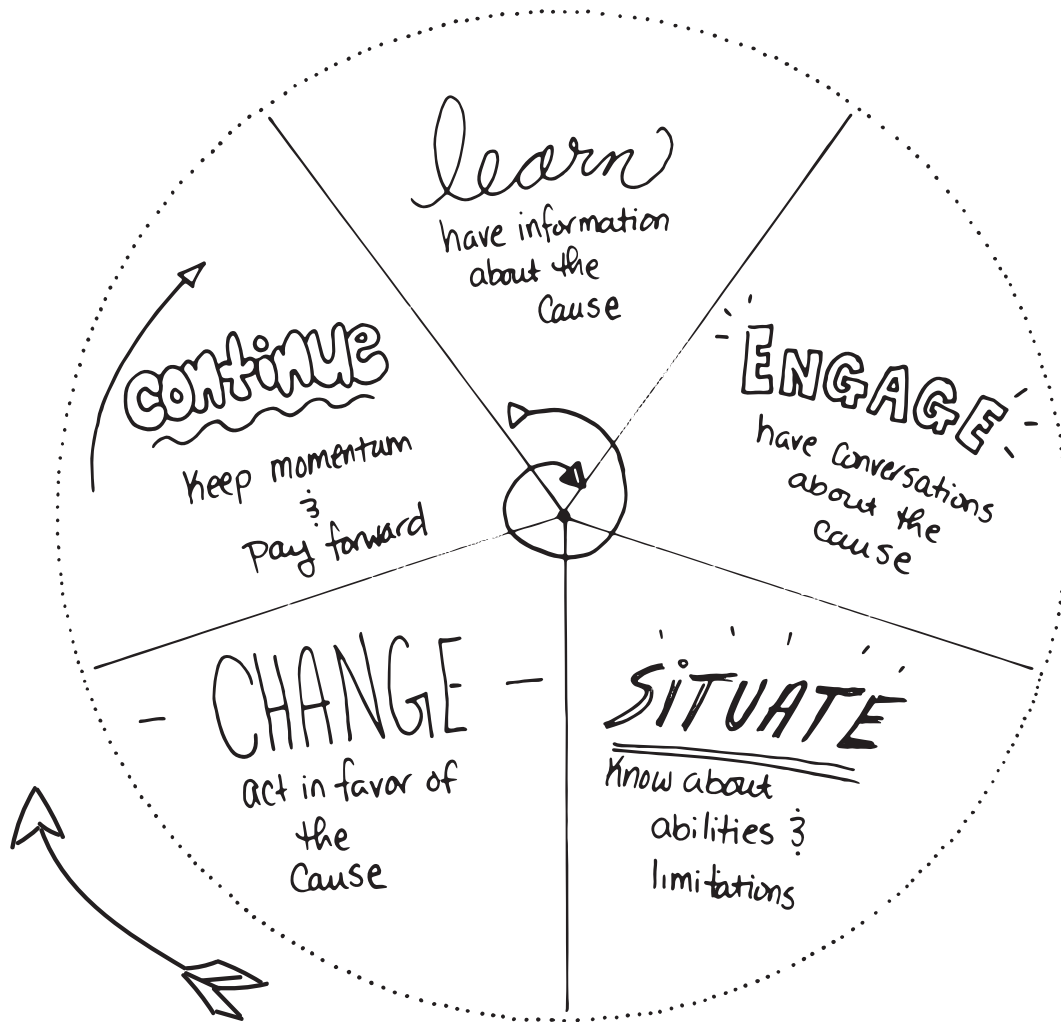 learn
have information
about the
Cause
ENGAGE
have conversations
about the
cause
SiTUATE
Know about
abilities &
limitations
CHANGE
act in favor of
the
Cause
continue
Keep momentum
&
Pay forward